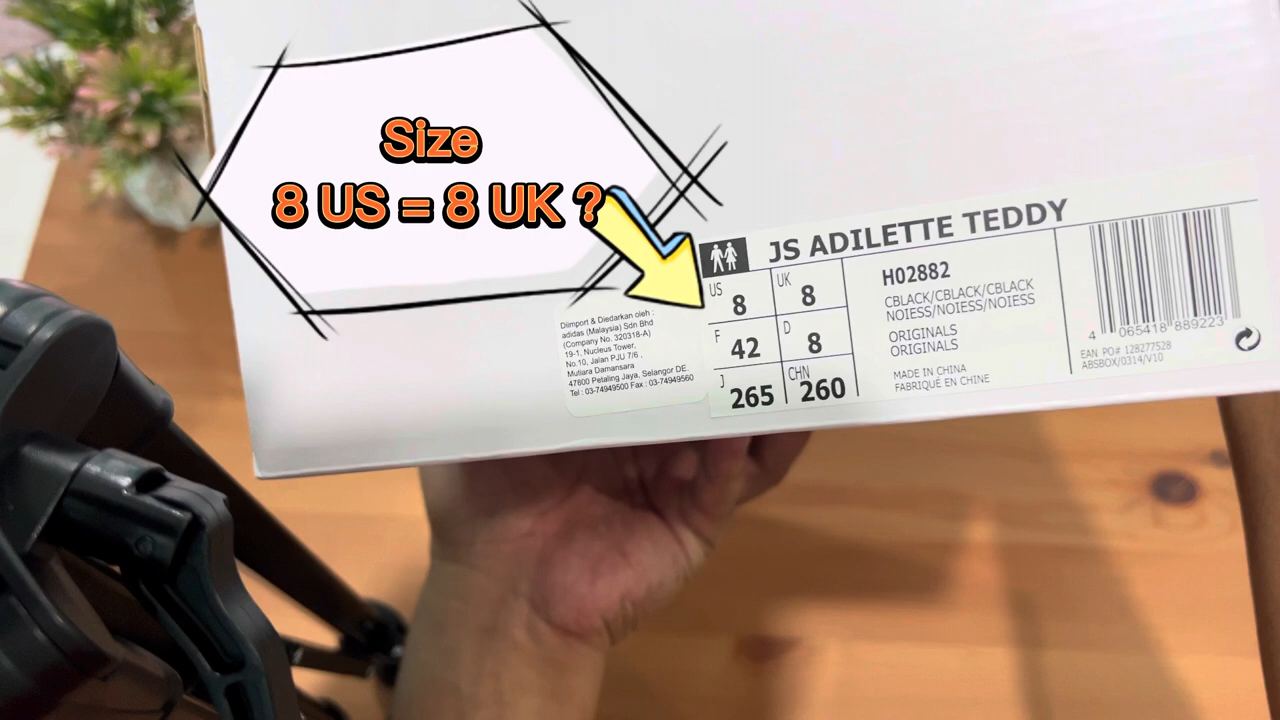 Size
8 US = 8 UK ?
JS ADILETTE TEDDY
US 8
UK 8
F 42
D 8
J 265
CHN 260
H02882
CBLACK/CBLACK/CBLACK
NOIESS/NOIESS/NOIESS
ORIGINALS
ORIGINALS
MADE IN CHINA
FABRIQUÉ EN CHINE
4 065418 889223
EAN PO# 128277528
ABSBOX/0314/V10
Diimport & Diedarkan oleh :
adidas (Malaysia) Sdn Bhd
(Company No. 320318-A)
19-1, Nucleus Tower,
No.10, Jalan PJU 7/6 ,
Mutiara Damansara
47800 Petaling Jaya, Selangor DE.
Tel : 03-74949500 Fax : 03-74949560